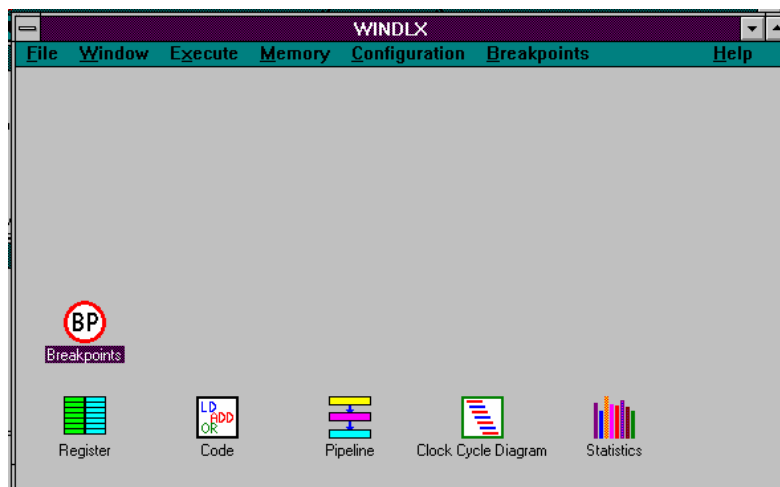 WINDLX
File Window Execute Memory Configuration Breakpoints Help
BP
Breakpoints
LD
ADD
OR
Register Code Pipeline Clock Cycle Diagram Statistics